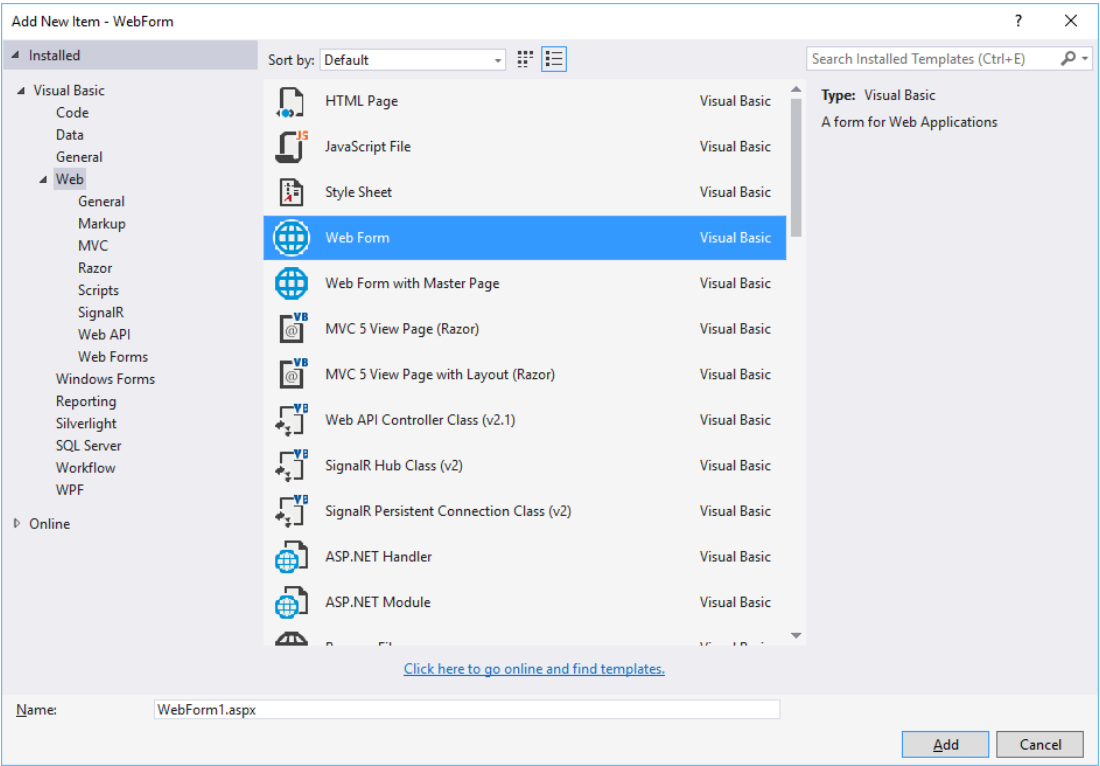 Add New Item - WebForm
?
Installed
Sort by: Default
Search Installed Templates (Ctrl+E)
Visual Basic
Code
Data
General
Web
General
Markup
MVC
Razor
Scripts
SignalR
Web API
Web Forms
Windows Forms
Reporting
Silverlight
SQL Server
Workflow
WPF
Online
HTML Page Visual Basic
JS
JavaScript File Visual Basic
Style Sheet Visual Basic
Web Form Visual Basic
Web Form with Master Page Visual Basic
VB
@
MVC 5 View Page (Razor) Visual Basic
VB
@
MVC 5 View Page with Layout (Razor) Visual Basic
VB
Web API Controller Class (v2.1) Visual Basic
VB
SignalR Hub Class (v2) Visual Basic
VB
SignalR Persistent Connection Class (v2) Visual Basic
ASP.NET Handler Visual Basic
ASP.NET Module Visual Basic
Click here to go online and find templates.
Type: Visual Basic
A form for Web Applications
Name: WebForm1.aspx
Add
Cancel